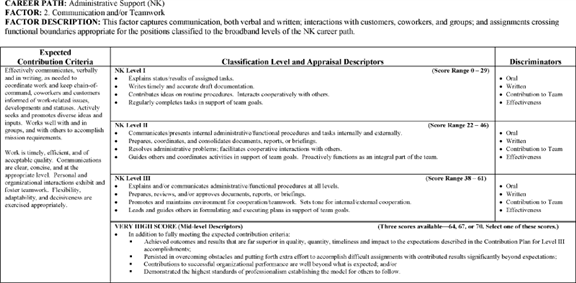 CAREER PATH: Administrative Support (NK)
FACTOR: 2. Communication and/or Teamwork
FACTOR DESCRIPTION: This factor captures communication, both verbal and written; interactions with customers, coworkers, and groups; and assignments crossing
functional boundaries appropriate for the positions classified to the broadband levels of the NK career path.
Expected
Contribution Criteria
Classification Level and Appraisal Descriptors
Discriminators
Effectively communicates, verbally
and in writing, as needed to
coordinate work and keep chain-of-
command, coworkers and customers
informed of work-related issues,
developments and statuses. Actively
seeks and promotes diverse ideas and
inputs. Works well with and in
groups, and with others to accomplish
mission requirements.
Work is timely, efficient, and of
acceptable quality. Communications
are clear, concise, and at appropriate
level. Personal and
organizational interactions exhibit and
foster teamwork. Flexibility,
adaptability, and decisiveness are
exercised appropriately.
NK Level I (Score Range 0 – 29)
• Explains status/results of assigned tasks.
• Writes timely and accurate draft documentation.
• Contributes ideas on routine procedures. Interacts cooperatively with others.
• Regularly completes tasks in support of team goals.
• Oral
• Written
• Contribution to Team
• Effectiveness
NK Level II (Score Range 22 – 46)
• Communicates/presents internal administrative/functional procedures and tasks internally and externally.
• Prepares, coordinates, and consolidates documents, reports, or briefings.
• Resolves administrative problems; facilitates cooperative interactions with others.
• Guides others and coordinates activities in support of team goals. Proactively functions as an integral part of the team.
• Oral
• Written
• Contribution to Team
• Effectiveness
NK Level III (Score Range 38 – 61)
• Explains and/or communicates administrative/functional procedures at all levels.
• Prepares, reviews, and/or approves documents, reports, or briefings.
• Promotes and maintains environment for cooperation/teamwork. Sets tone for internal/external cooperation.
• Leads and guides others in formulating and executing plans in support of team goals.
• Oral
• Written
• Contribution to Team
• Effectiveness
VERY HIGH SCORE (Mid-level Descriptors) (Three scores available—64, 67, or 70. Select one of these scores.)
• In addition to fully meeting the expected contribution criteria:
• Achieved outcomes and results that are far superior in quality, quantity, timeliness and impact to the expectations described in the Contribution Plan for Level III
accomplishments;
• Persisted in overcoming obstacles and putting forth extra effort to accomplish difficult assignments with contributed results significantly beyond expectations;
• Contributions to successful organizational performance are well beyond what is expected; and/or
• Demonstrated the highest standards of professionalism establishing the model for others to follow.